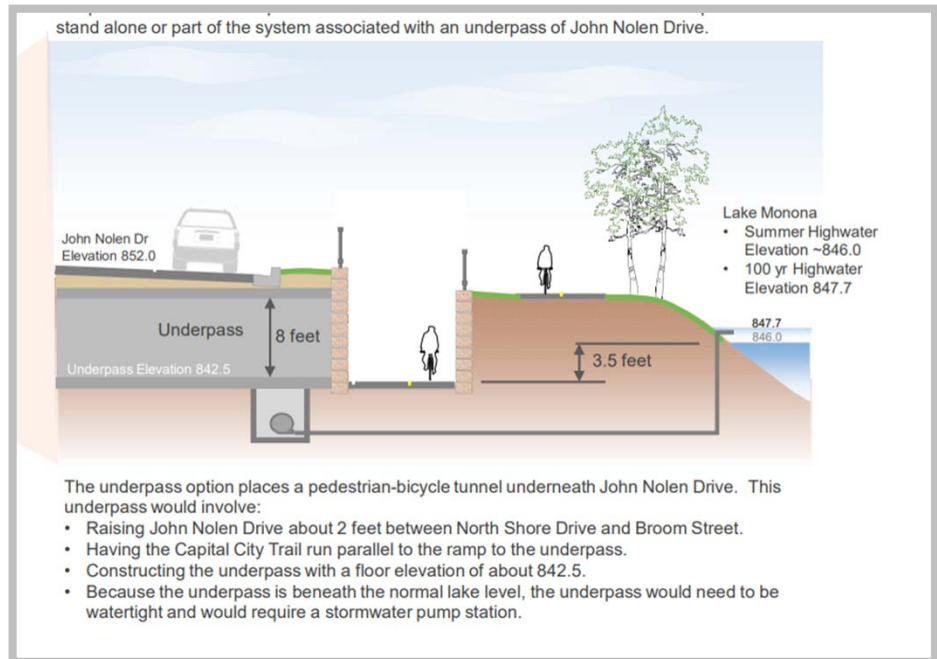 stand alone or part of the system associated with an underpass of John Nolen Drive.
John Nolen Dr
Elevation 852.0
Underpass
8 feet
Underpass Elevation 842.5
3.5 feet
Lake Monona
• Summer Highwater
Elevation ~846.0
• 100 yr Highwater
Elevation 847.7
847.7
846.0
The underpass option places a pedestrian-bicycle tunnel underneath John Nolen Drive. This
underpass would involve:
• Raising John Nolen Drive about 2 feet between North Shore Drive and Broom Street.
• Having the Capital City Trail run parallel to the ramp to the underpass.
• Constructing the underpass with a floor elevation of about 842.5.
• Because the underpass is beneath the normal lake level, the underpass would need to be
watertight and would require a stormwater pump station.